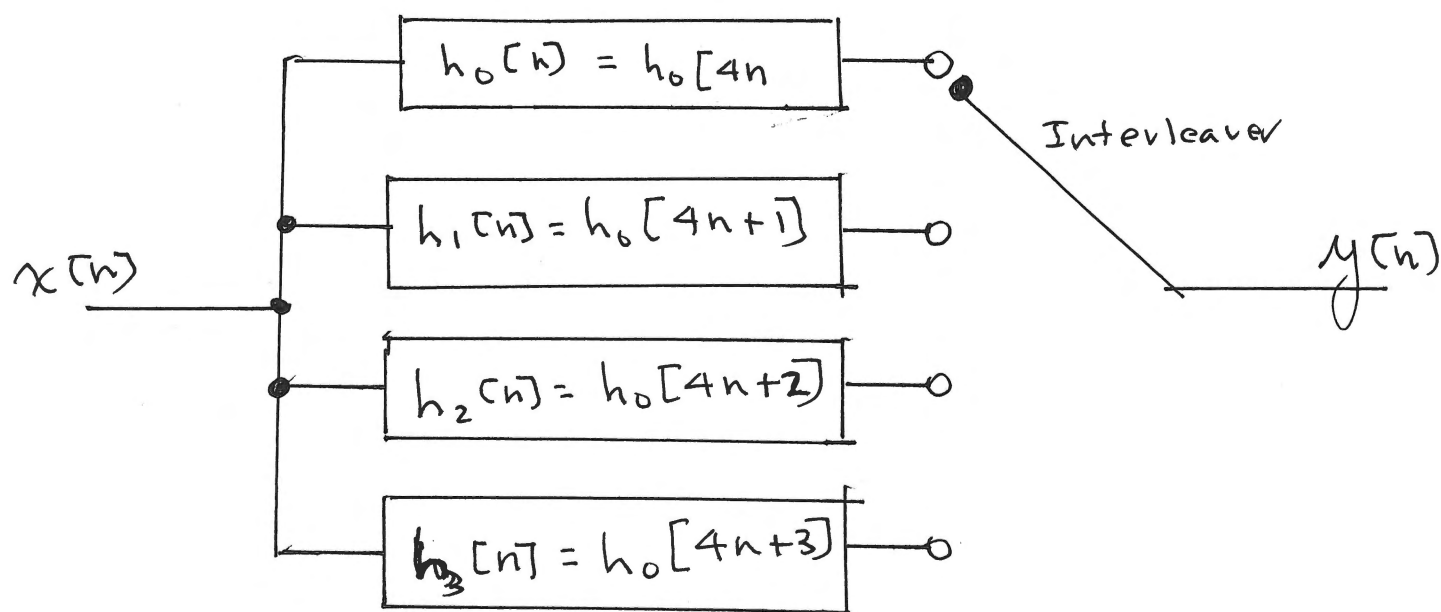 h₀[n] = h₀[4n
Interleaver
h₁[n] = h₀[4n+1]
x[n]
y[n]
h₂[n] = h₀[4n+2]
h₃[n] = h₀[4n+3]